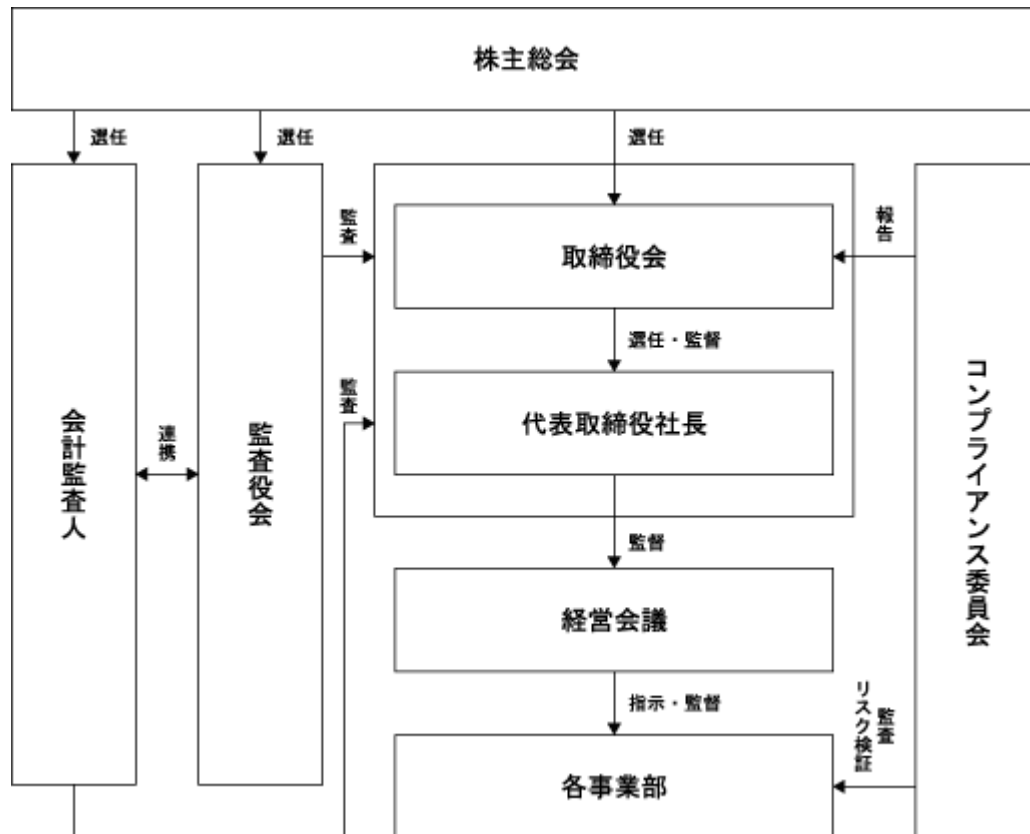 株主総会
選任
選任
選任
会計監査人
連携
監査役会
監査
監査
取締役会
選任・監督
代表取締役社長
監督
経営会議
指示・監督
各事業部
報告
コンプライアンス委員会
監査
リスク検証